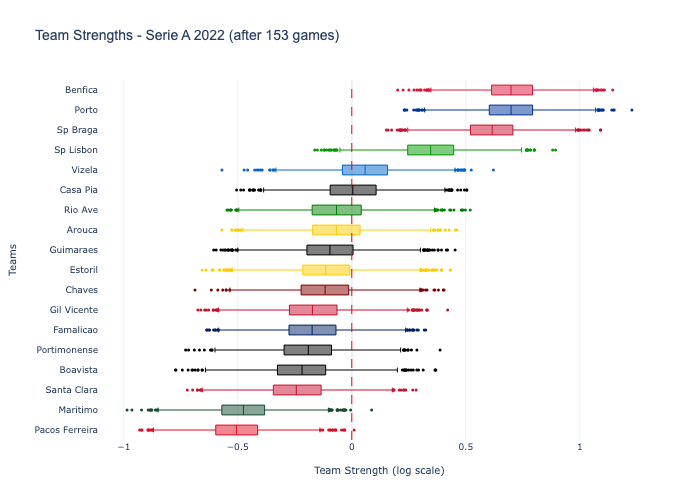 Team Strengths - Serie A 2022 (after 153 games)
Benfica
Porto
Sp Braga
Sp Lisbon
Vizela
Casa Pia
Rio Ave
Arouca
Guimaraes
Estoril
Chaves
Gil Vicente
Famalicao
Portimonense
Boavista
Santa Clara
Maritimo
Pacos Ferreira
Teams
−1
−0.5
0
0.5
1
Team Strength (log scale)